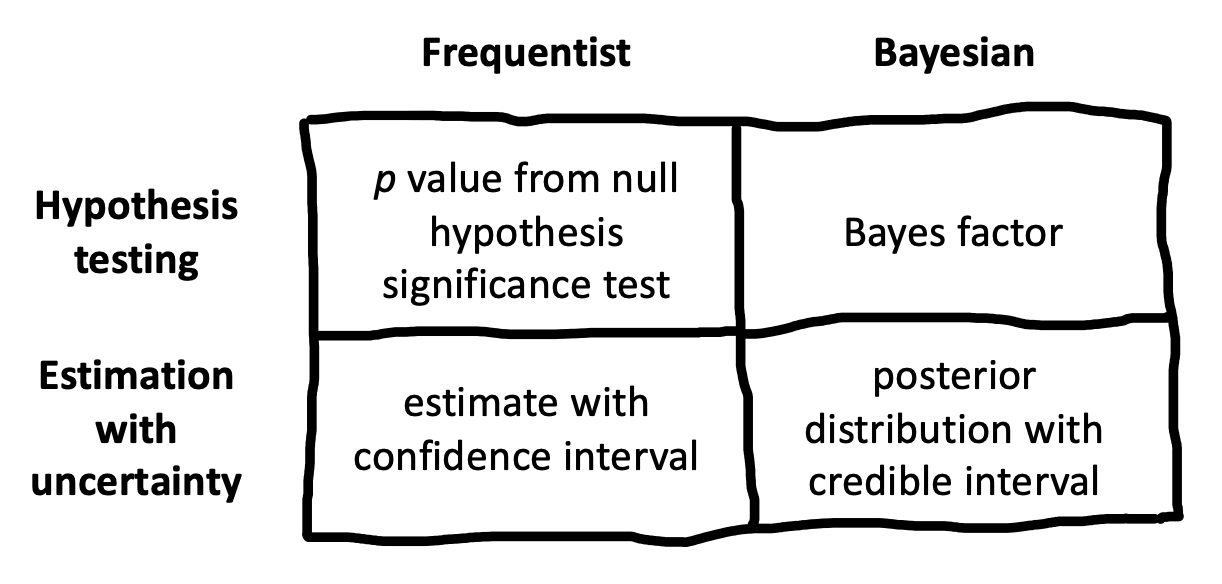 Frequentist
Bayesian
Hypothesis
testing
p value from null
hypothesis
significance test
Bayes factor
Estimation
with
uncertainty
estimate with
confidence interval
posterior
distribution with
credible interval